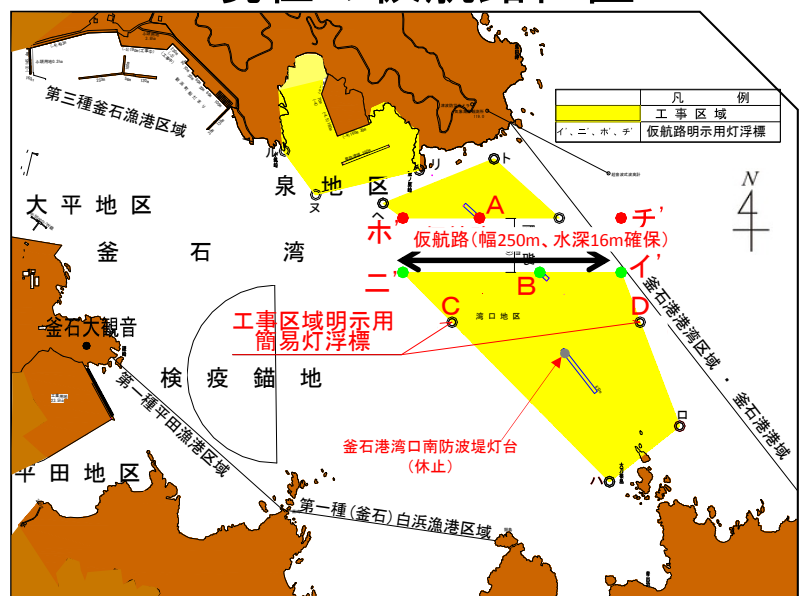 凡　例
工事区域
イ'、ニ'、ホ'、チ'
仮航路明示用灯浮標
第三種釜石漁港区域
ル
リ
ト
泉地区
ヌ
N
大平地区
ヘ
A
ホ'
チ'
釜石湾
仮航路(幅250m、水深16m確保)
ニ'
B
イ'
釜石港港湾区域・釜石港港域
C
D
湾口地区
工事区域明示用
簡易灯浮標
釜石大観音
検疫錨地
第一種平田漁港区域
ロ
釜石港湾口南防波堤灯台
(休止)
平田地区
ハ
第一種(釜石)白浜漁港区域